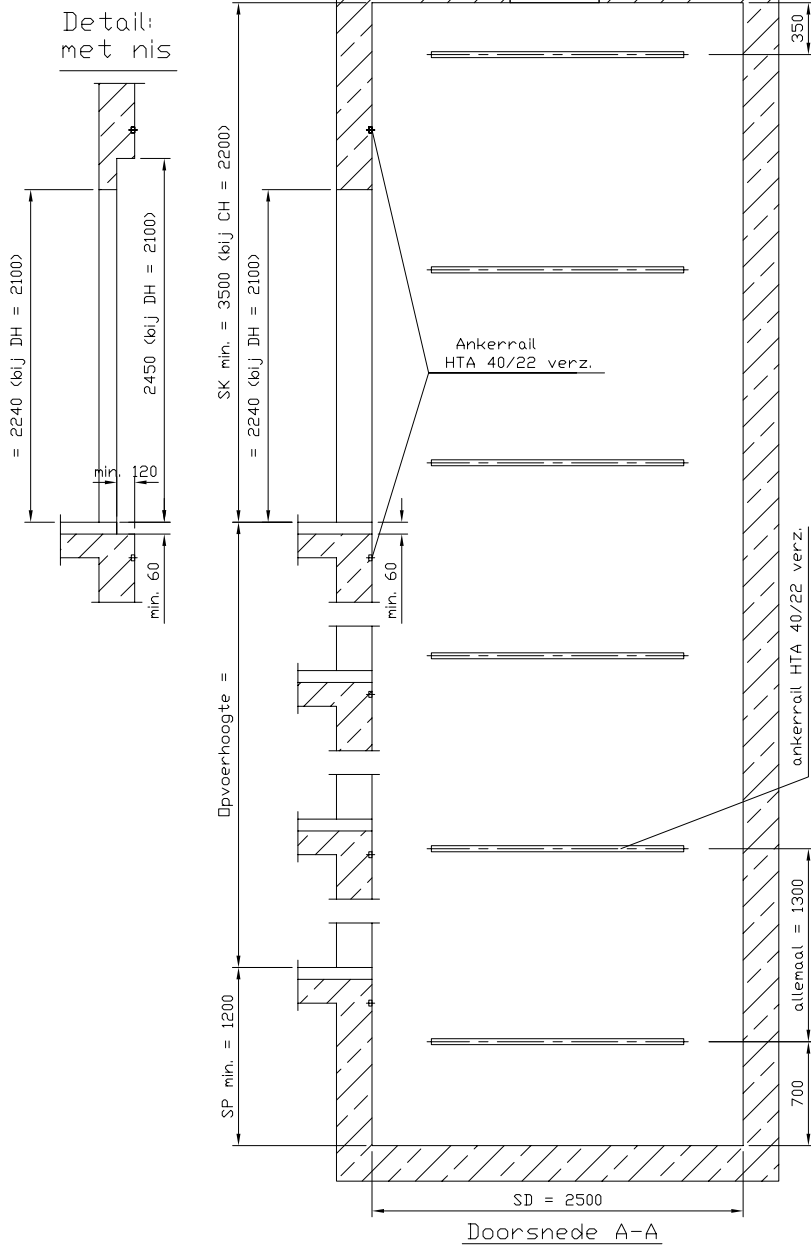 Detail:
met nis
350
SK min. = 3500 (bij CH = 2200)
= 2240 (bij DH = 2100)
2450 (bij DH = 2100)
= 2240 (bij DH = 2100)
Ankerrail
HTA 40/22 verz.
min. 120
min. 60
min. 60
ankerrail HTA 40/22 verz.
Opvoerhoogte =
allemaal = 1300
SP min. = 1200
700
SD = 2500
Doorsnede A-A